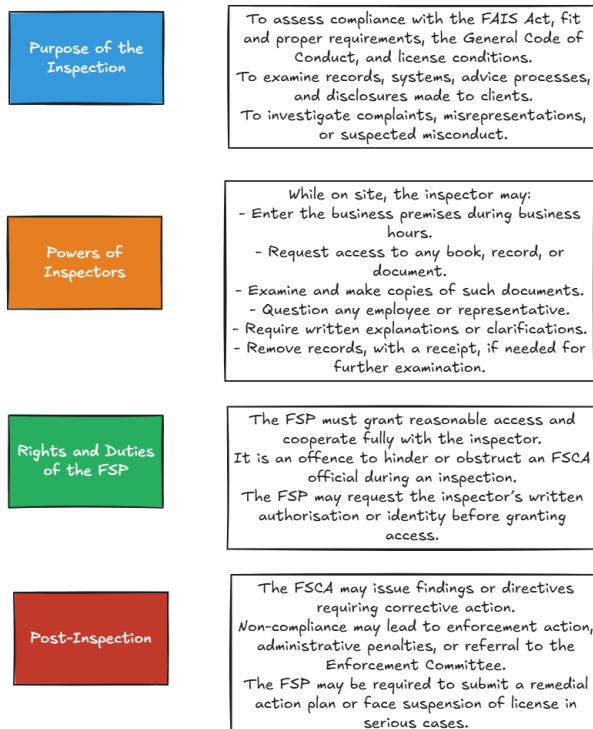 Purpose of the
Inspection
To assess compliance with the FAIS Act, fit
and proper requirements, the General Code of
Conduct, and license conditions.
To examine records, systems, advice processes,
and disclosures made to clients.
To investigate complaints, misrepresentations,
or suspected misconduct.
Powers of
Inspectors
While on site, the inspector may:
- Enter the business premises during business
hours.
- Request access to any book, record, or
document.
- Examine and make copies of such documents.
- Question any employee or representative.
- Require written explanations or clarifications.
- Remove records, with a receipt, if needed for
further examination.
Rights and Duties
of the FSP
The FSP must grant reasonable access and
cooperate fully with the inspector.
It is an offence to hinder or obstruct an FSCA
official during an inspection.
The FSP may request the inspector's written
authorisation or identity before granting
access.
Post-Inspection
The FSCA may issue findings or directives
requiring corrective action.
Non-compliance may lead to enforcement action,
administrative penalties, or referral to the
Enforcement Committee.
The FSP may be required to submit a remedial
action plan or face suspension of license in
serious cases.